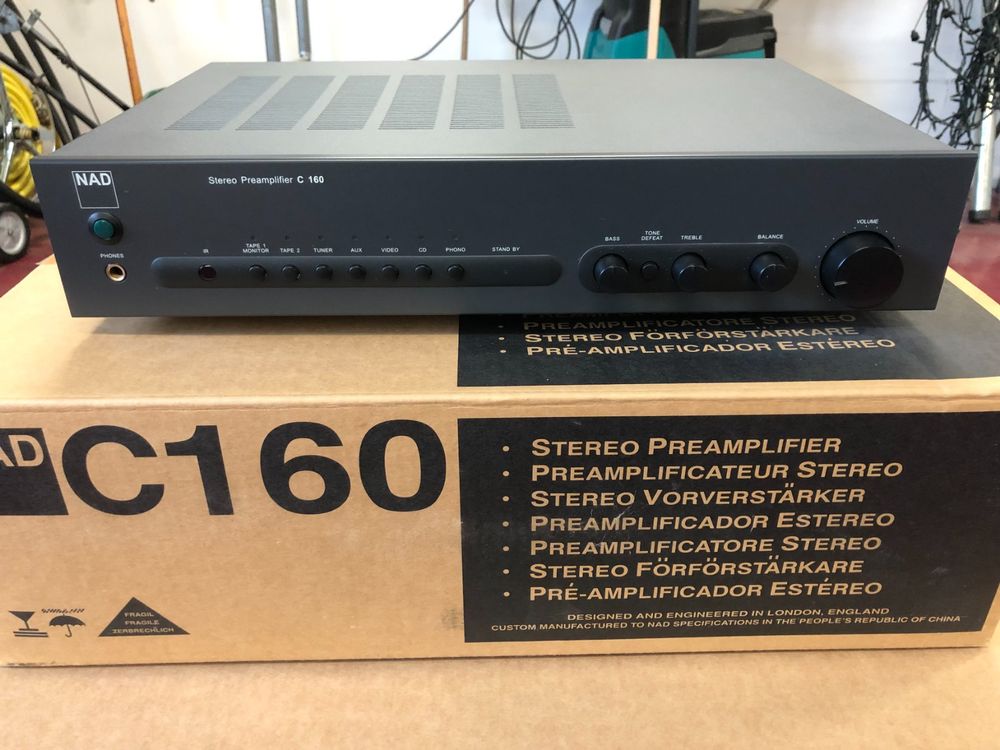 NAD
Stereo Preamplifier C 160
PHONES
IR
TAPE 1
MONITOR
TAPE 2
TUNER
AUX
VIDEO
CD
PHONO
STAND BY
BASS
TONE
DEFEAT
TREBLE
BALANCE
VOLUME
• PREAMPLIFICATORE STEREO
• STEREO FÖRFÖRSTÄRKARE
• PRÉ-AMPLIFICADOR ESTÉREO
AD
C160
• STEREO PREAMPLIFIER
• PREAMPLIFICATEUR STEREO
• STEREO VORVERSTÄRKER
• PREAMPLIFICADOR ESTEREO
• PREAMPLIFICATORE STEREO
• STEREO FÖRFÖRSTÄRKARE
• PRÉ-AMPLIFICADOR ESTÉREO
DESIGNED AND ENGINEERED IN LONDON, ENGLAND
CUSTOM MANUFACTURED TO NAD SPECIFICATIONS IN THE PEOPLE'S REPUBLIC OF CHINA
FRAGIL
FRAGILE
ZERBRECHLICH